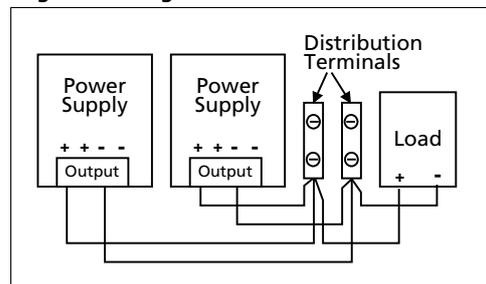 Distribution
Terminals
Power
Supply
+ + - -
Output
Power
Supply
+ + - -
Output
Load
+ -